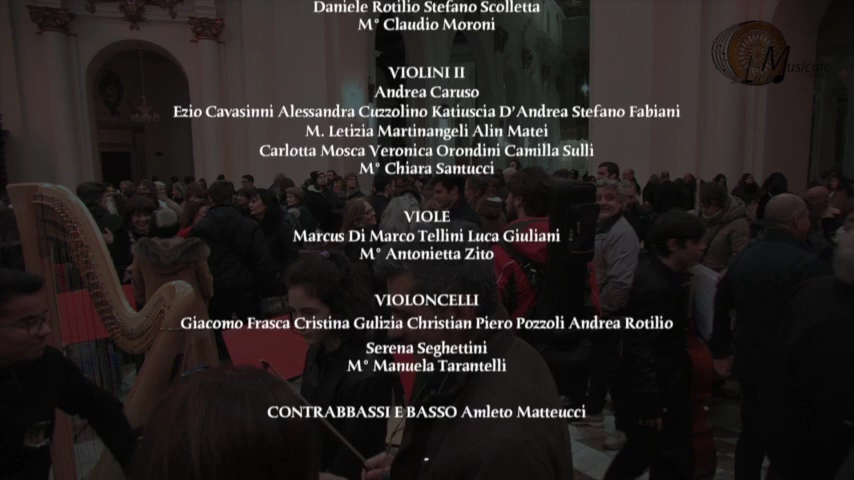 Daniele Rotilio Stefano Scolletta
M° Claudio Moroni
VIOLINI II
Andrea Caruso
Ezio Cavasinni Alessandra Cuzzolino Katiuscia D'Andrea Stefano Fabiani
M. Letizia Martinangeli Alin Matei
Carlotta Mosca Veronica Orondini Camilla Sulli
M° Chiara Santucci
VIOLE
Marcus Di Marco Tellini Luca Giuliani
M° Antonietta Zito
VIOLONCELLI
Giacomo Frasca Cristina Gulizia Christian Piero Pozzoli Andrea Rotilio
Serena Seghettini
M° Manuela Tarantelli
CONTRABBASSI E BASSO Amleto Matteucci
-
Musicale